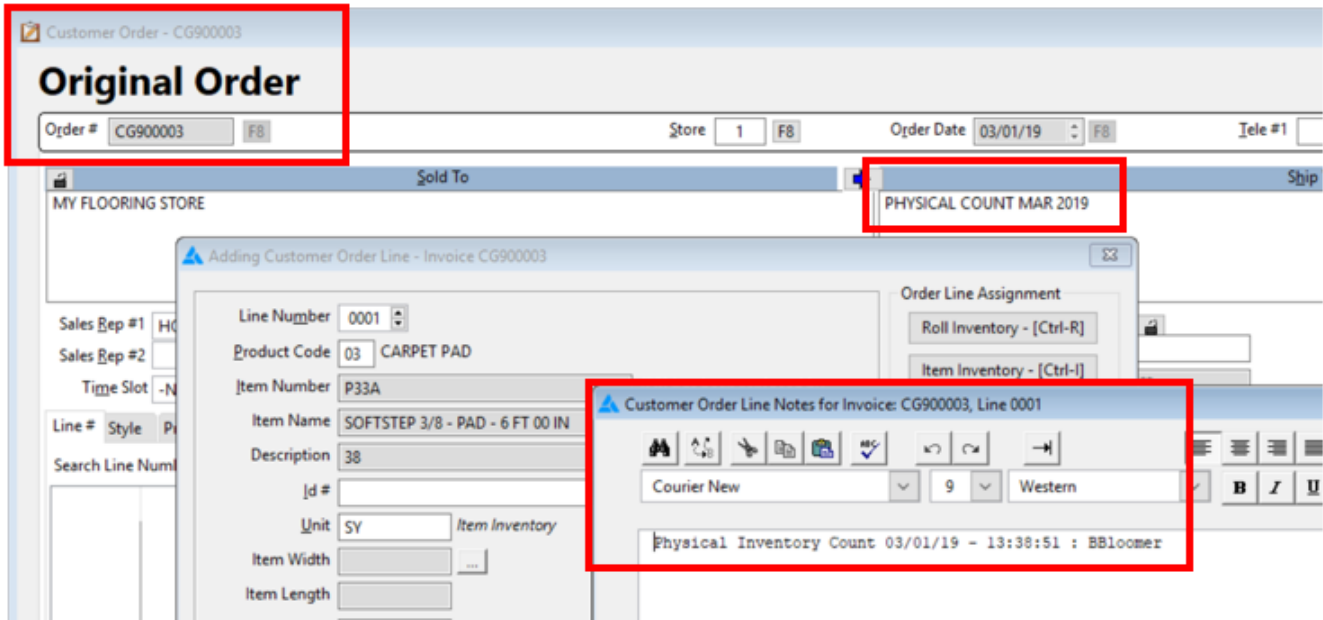 Customer Order - CG900003
Original Order
Order # CG900003 F8 Store 1 F8 Order Date 03/01/19 F8 Tele #1
Sold To Ship
MY FLOORING STORE PHYSICAL COUNT MAR 2019
Adding Customer Order Line - Invoice CG900003
Order Line Assignment
Line Number 0001 Roll Inventory - [Ctrl-R]
Sales Rep #1
Product Code 03 CARPET PAD
Sales Rep #2
Item Inventory - [Ctrl-I]
Time Slot Item Number P33A
Customer Order Line Notes for Invoice: CG900003, Line 0001
Item Name SOFTSTEP 3/8 - PAD - 6 FT 00 IN
Line # Style
Description 38
Search Line
Id # Courier New 9 Western B I U
Unit SY Item Inventory
Physical Inventory Count 03/01/19 - 13:38:51 : BBloomer
Item Width ...
Item Length